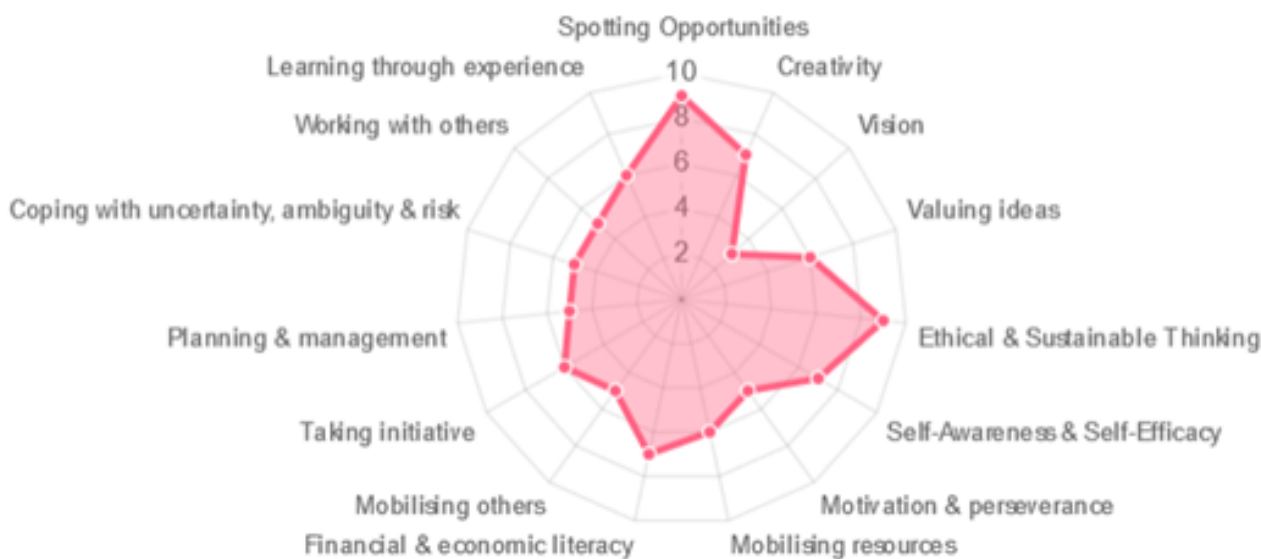 Spotting Opportunities
Learning through experience
10
Creativity
Working with others
8
Vision
6
Coping with uncertainty, ambiguity & risk
4
Valuing ideas
2
Planning & management
Ethical & Sustainable Thinking
Taking initiative
Self-Awareness & Self-Efficacy
Mobilising others
Motivation & perseverance
Financial & economic literacy
Mobilising resources